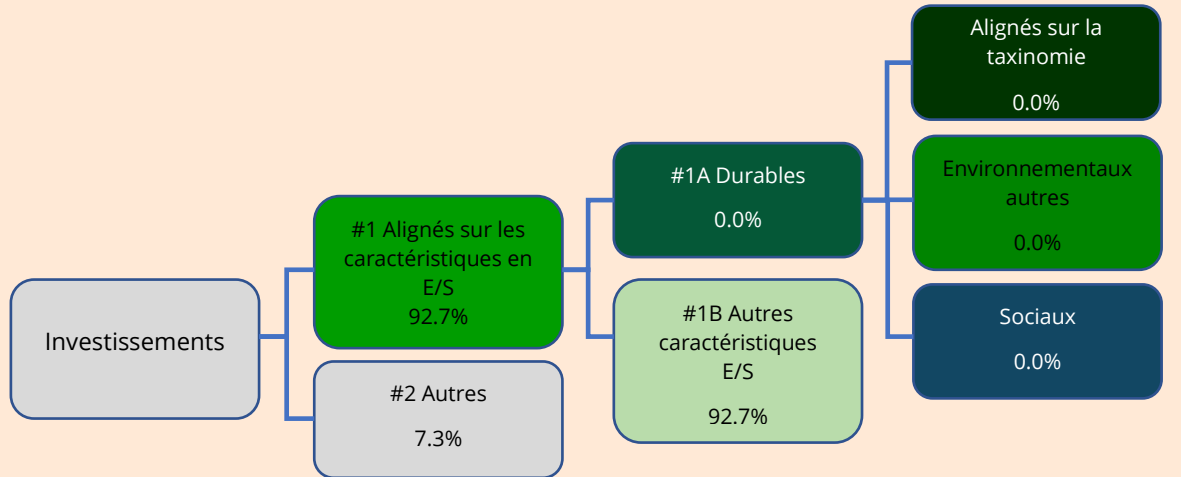 Investissements
#1 Alignés sur les
caractéristiques en
E/S
92.7%
#2 Autres
7.3%
#1A Durables
0.0%
#1B Autres
caractéristiques
E/S
92.7%
Alignés sur la
taxinomie
0.0%
Environnementaux
autres
0.0%
Sociaux
0.0%